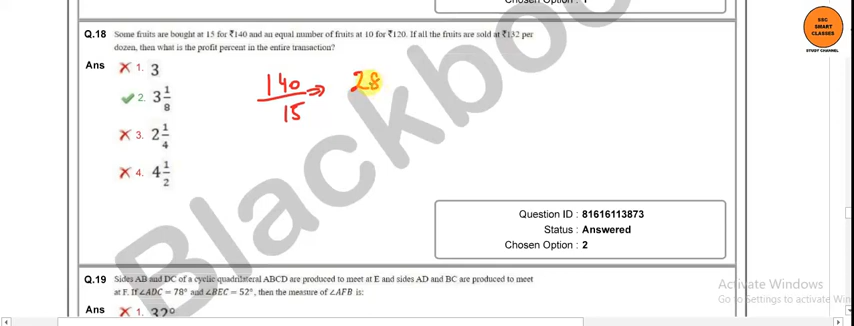 SSC
SMART
CLASSES
STUDY CHANNEL
Chosen Option : 1
Q.18 Some fruits are bought at 15 for ₹140 and an equal number of fruits at 10 for ₹120. If all the fruits are sold at ₹132 per
dozen, then what is the profit percent in the entire transaction?
Ans 1. 3
2. 3 1/8
3. 2 1/4
4. 4 1/2
140/15 ⇒ 28
Blackboo
Question ID : 81616113873
Status : Answered
Chosen Option : 2
Activate Windows
Go to Settings to activate Win
Q.19 Sides AB and DC of a cyclic quadrilateral ABCD are produced to meet at E and sides AD and BC are produced to meet
at F. If ∠ADC = 78° and ∠BEC = 52°, then the measure of ∠AFB is:
Ans 1. 32°